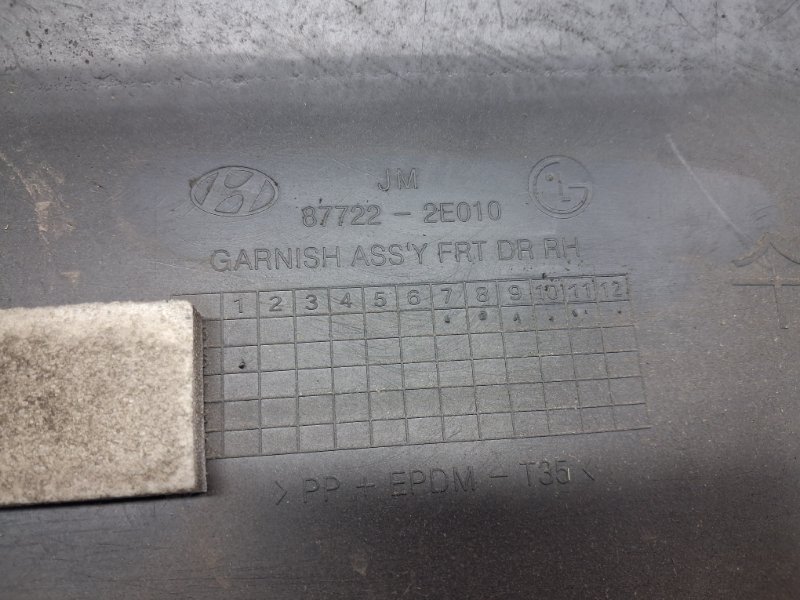 JM
87722 - 2E010
GARNISH ASS'Y FRT DR RH
1 2 3 4 5 6 7 8 9 10 11 12
> PP + EPDM - T35 <